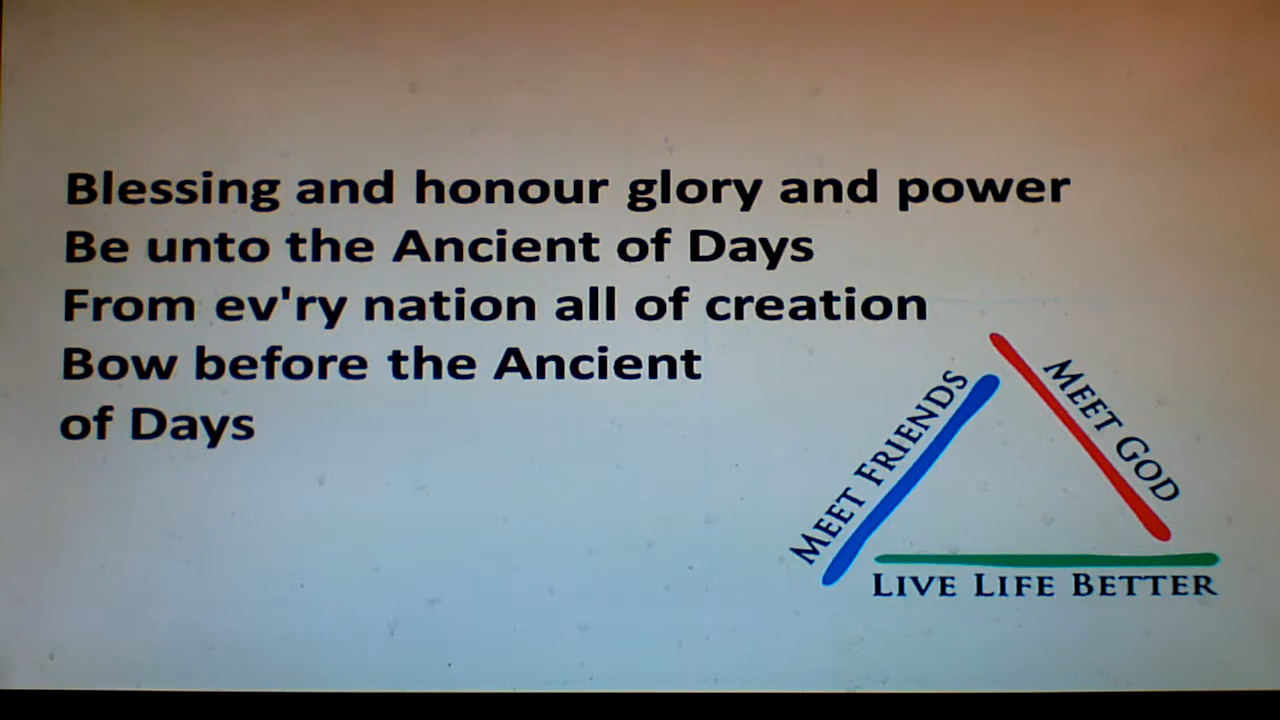 Blessing and honour glory and power
Be unto the Ancient of Days
From ev'ry nation all of creation
Bow before the Ancient
of Days
MEET FRIENDS
MEET GOD
LIVE LIFE BETTER